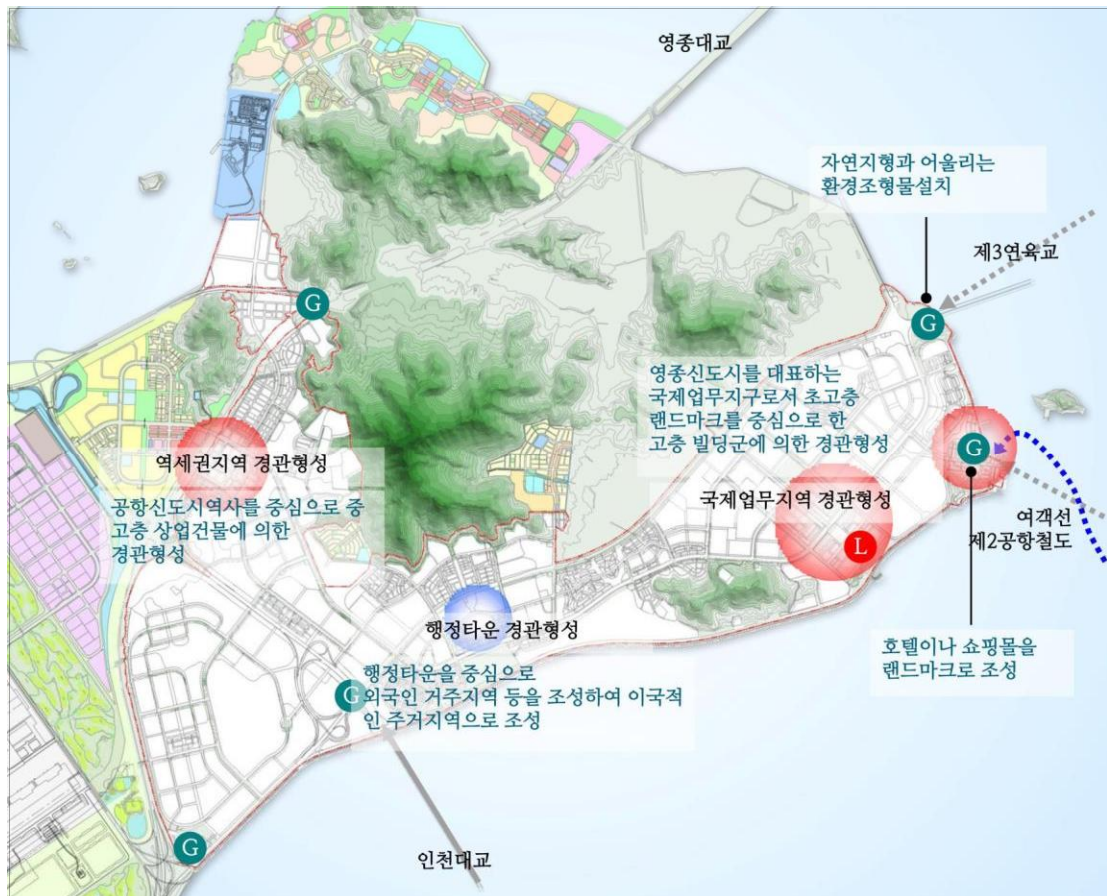 영종대교
자연지형과 어울리는
환경조형물설치
제3연육교
G
G
영종신도시를 대표하는
국제업무지구로서 초고층
랜드마크를 중심으로 한
고층 빌딩군에 의한 경관형성
G
역세권지역 경관형성
공항신도시역사를 중심으로 중
고층 상업건물에 의한
경관형성
국제업무지역 경관형성
L
여객선
제2공항철도
행정타운 경관형성
호텔이나 쇼핑몰을
랜드마크로 조성
행정타운을 중심으로
외국인 거주지역 등을 조성하여 이국적
인 주거지역으로 조성
G
G
인천대교